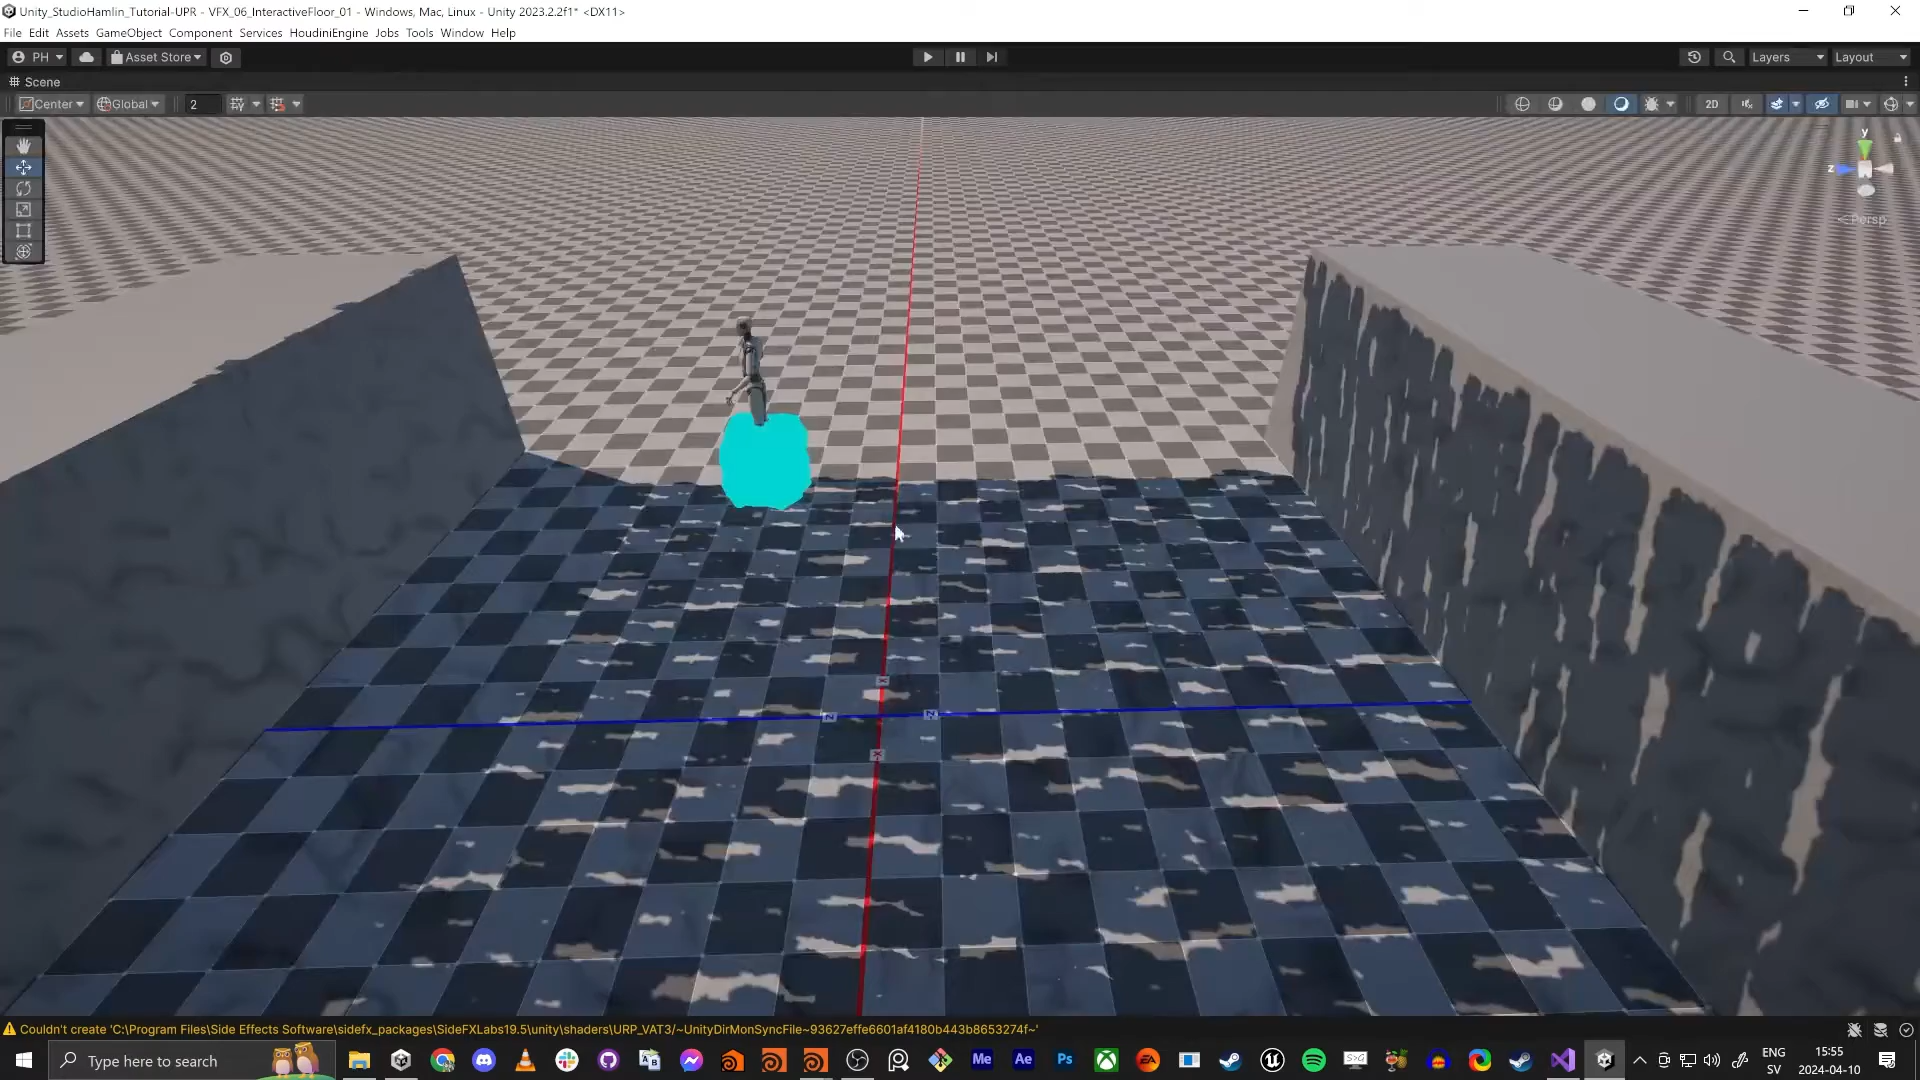 Unity_StudioHamlin_Tutorial-UPR - VFX_06_InteractiveFloor_01 - Windows, Mac, Linux - Unity 2023.2.2f1* <DX11>
File Edit Assets GameObject Component Services HoudiniEngine Jobs Tools Window Help
PH Asset Store Layers Layout
Scene
Center Global 2 2D
y
z
Persp
X
Z Z
X
Couldn't create 'C:\Program Files\Side Effects Software\sidefx_packages\SideFXLabs19.5\unity\shaders\URP_VAT3/~UnityDirMonSyncFile~93627effe6601af4180b443b8653274f~'
Type here to search Me Ae Ps EA S>G ENG 15:55
SV 2024-04-10